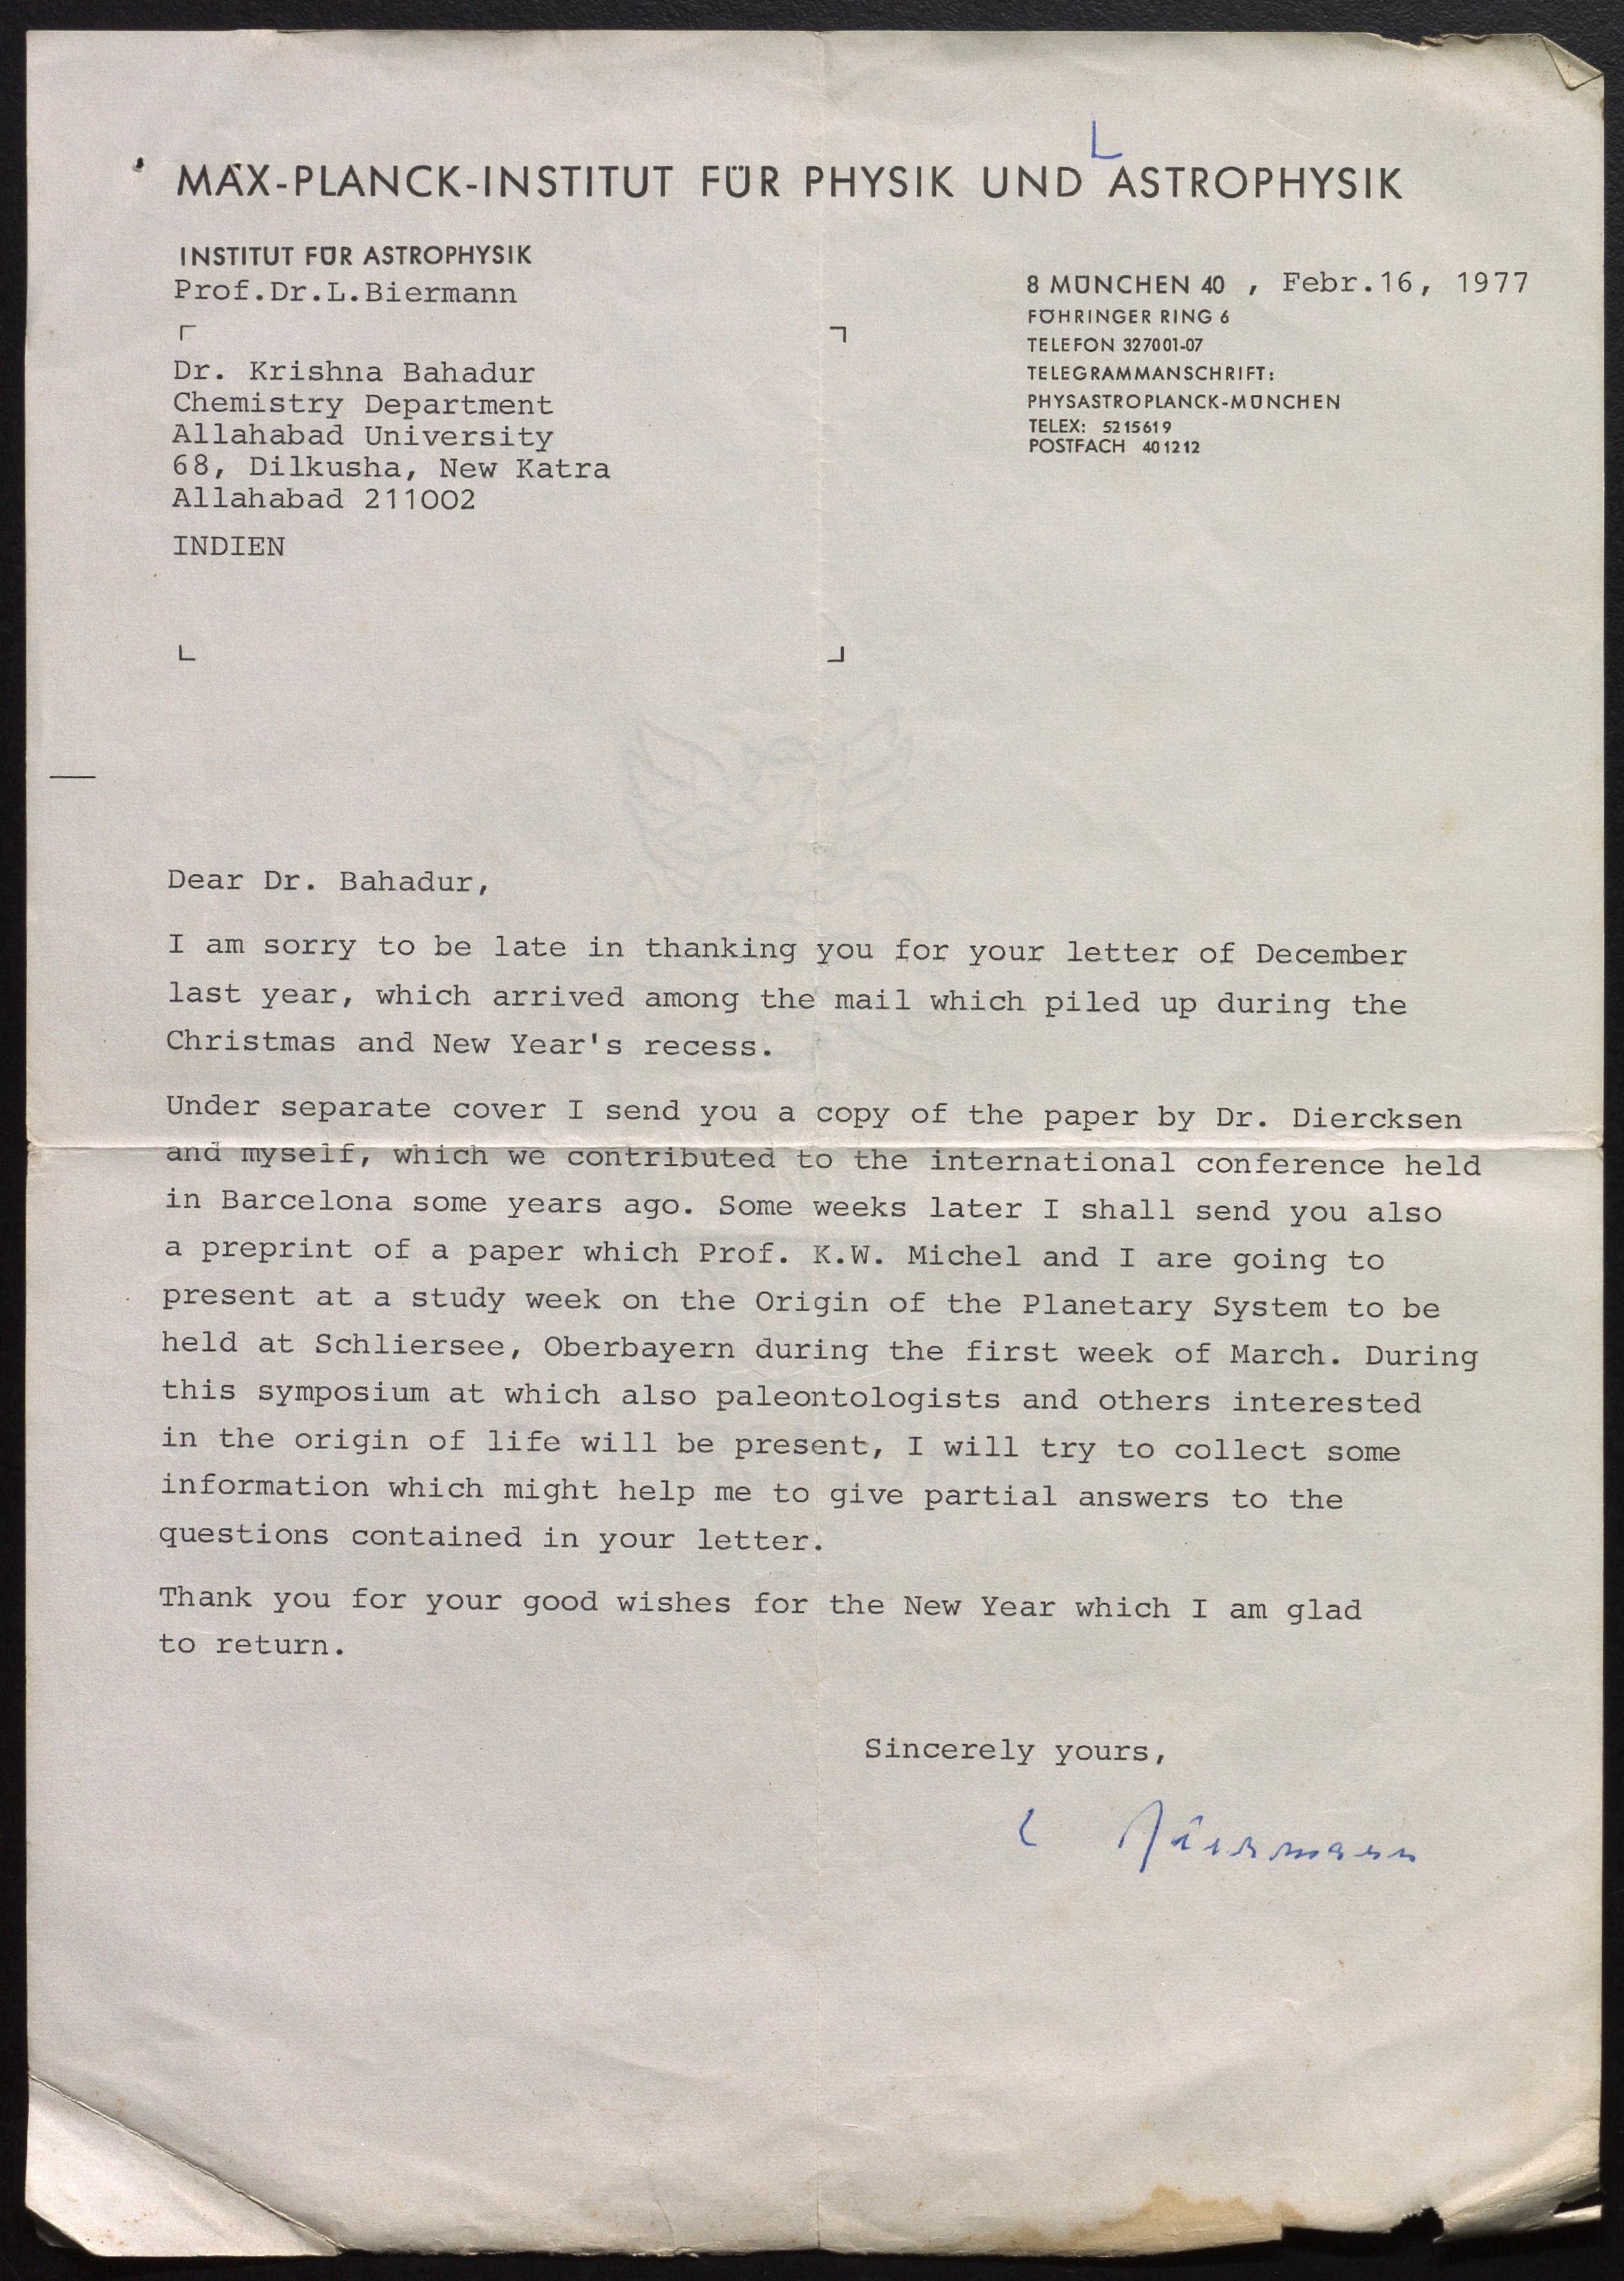 L
MAX-PLANCK-INSTITUT FÜR PHYSIK UND ASTROPHYSIK
INSTITUT FÜR ASTROPHYSIK
Prof.Dr.L.Biermann
8 MÜNCHEN 40 , Febr.16, 1977
FÖHRINGER RING 6
TELEFON 327001-07
TELEGRAMMANSCHRIFT:
PHYSASTROPLANCK-MÜNCHEN
TELEX: 5215619
POSTFACH 401212
Dr. Krishna Bahadur
Chemistry Department
Allahabad University
68, Dilkusha, New Katra
Allahabad 211002
INDIEN
Dear Dr. Bahadur,
I am sorry to be late in thanking you for your letter of December
last year, which arrived among the mail which piled up during the
Christmas and New Year's recess.
Under separate cover I send you a copy of the paper by Dr. Diercksen
and myself, which we contributed to the international conference held
in Barcelona some years ago. Some weeks later I shall send you also
a preprint of a paper which Prof. K.W. Michel and I are going to
present at a study week on the Origin of the Planetary System to be
held at Schliersee, Oberbayern during the first week of March. During
this symposium at which also paleontologists and others interested
in the origin of life will be present, I will try to collect some
information which might help me to give partial answers to the
questions contained in your letter.
Thank you for your good wishes for the New Year which I am glad
to return.
Sincerely yours,
L Biermann